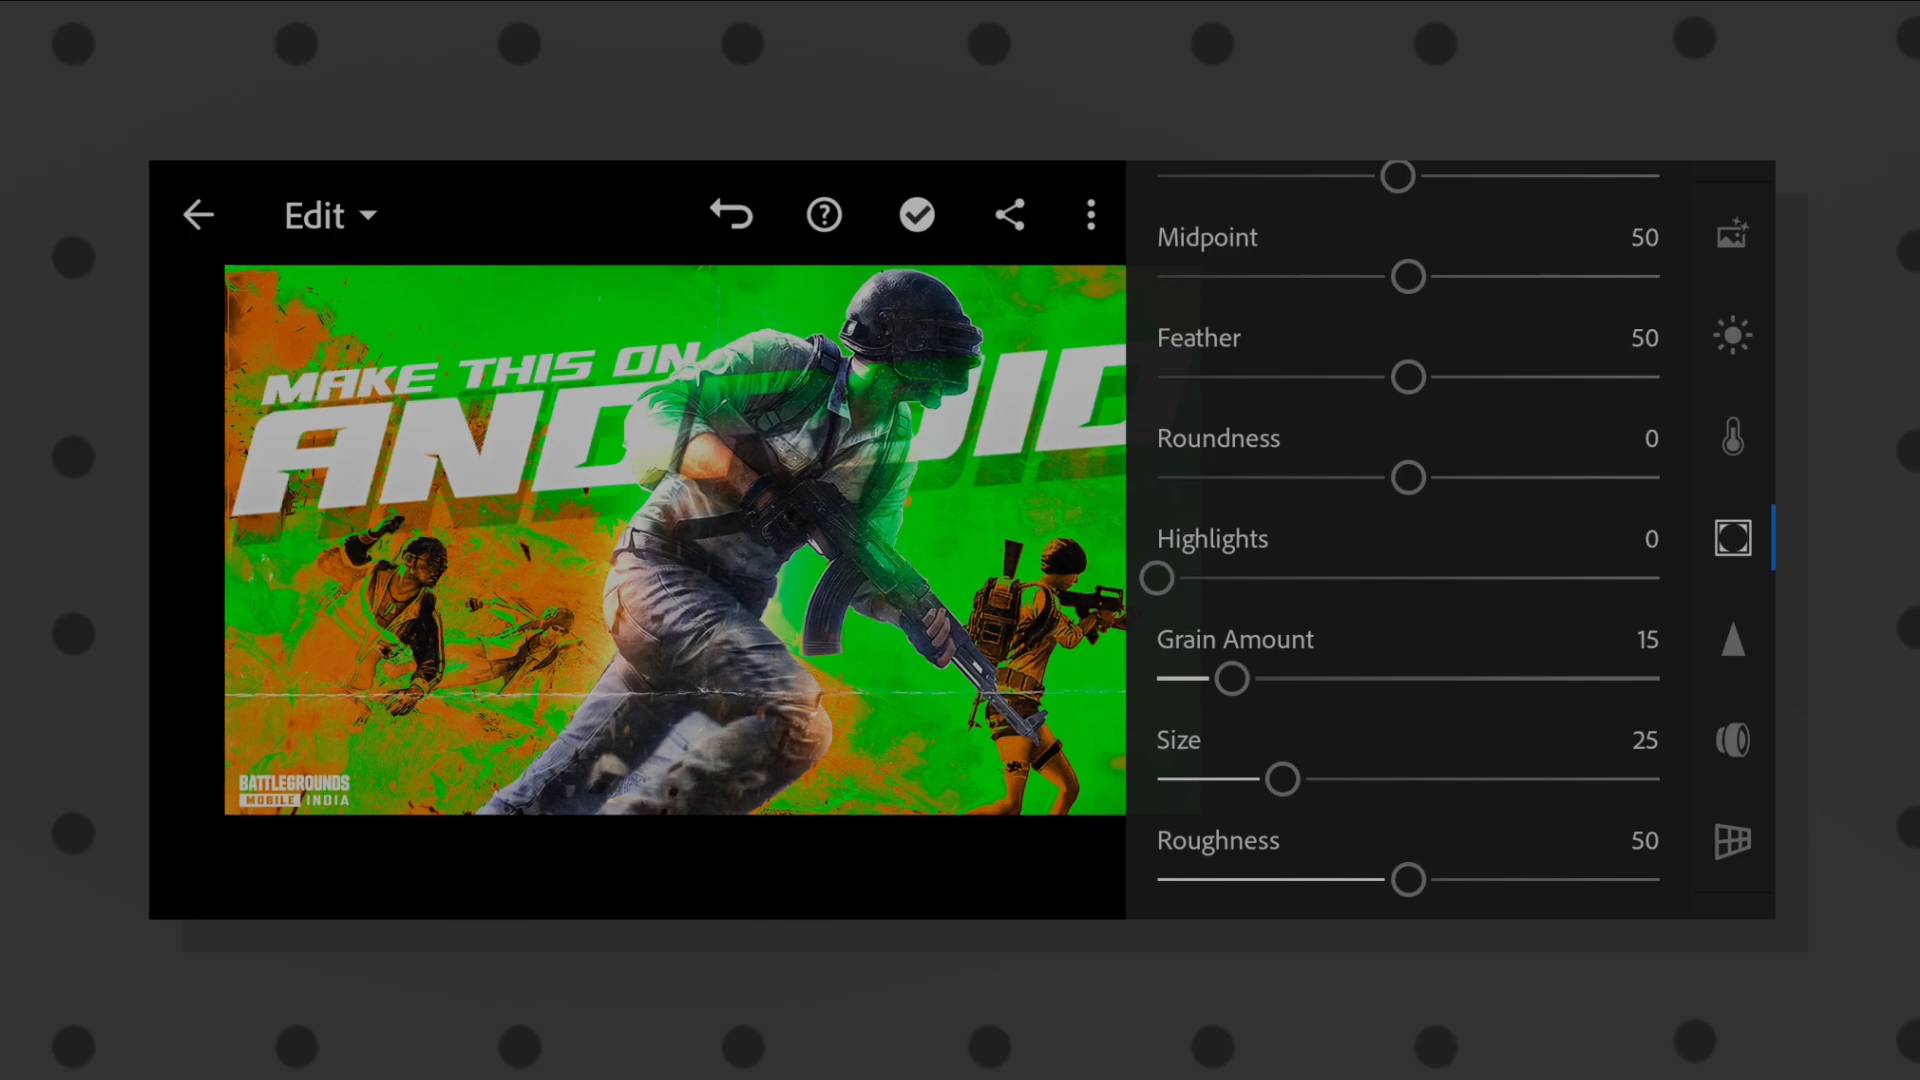 Edit
MAKE THIS ON
ANDROID
BATTLEGROUNDS
MOBILE INDIA
Midpoint 50
Feather 50
Roundness 0
Highlights 0
Grain Amount 15
Size 25
Roughness 50